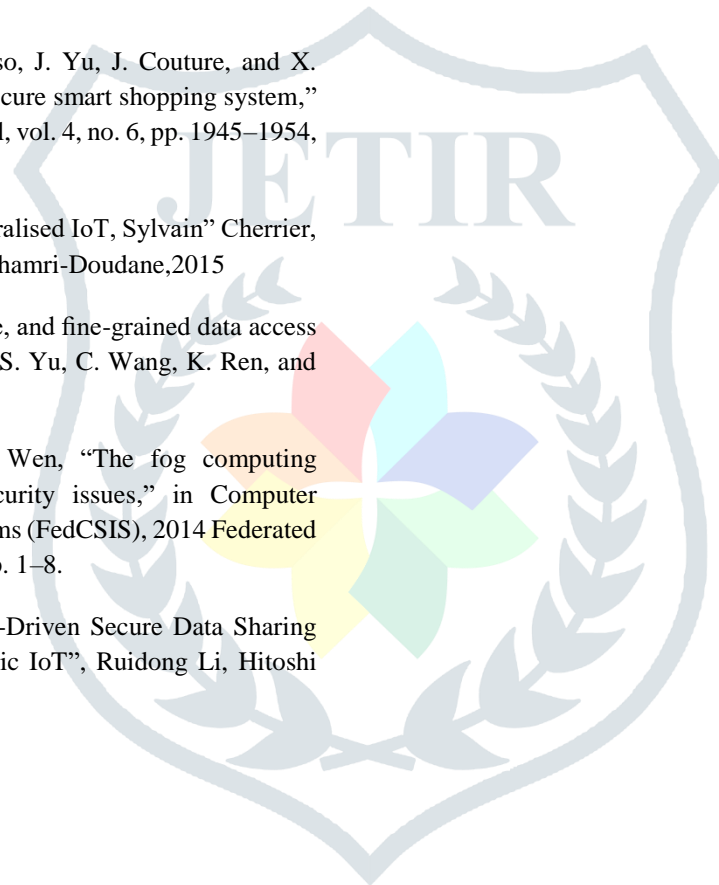 so, J. Yu, J. Couture, and X.
cure smart shopping system,”
l, vol. 4, no. 6, pp. 1945–1954,
JETIR
ralised IoT, Sylvain” Cherrier,
hamri-Doudane,2015
e, and fine-grained data access
S. Yu, C. Wang, K. Ren, and
Wen, “The fog computing
curity issues,” in Computer
ms (FedCSIS), 2014 Federated
p. 1–8.
-Driven Secure Data Sharing
ic IoT”, Ruidong Li, Hitoshi